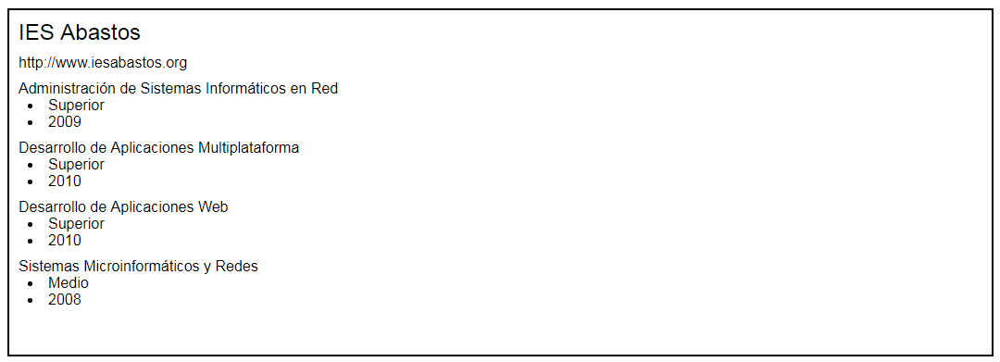 IES Abastos
http://www.iesabastos.org
Administración de Sistemas Informáticos en Red
• Superior
• 2009
Desarrollo de Aplicaciones Multiplataforma
• Superior
• 2010
Desarrollo de Aplicaciones Web
• Superior
• 2010
Sistemas Microinformáticos y Redes
• Medio
• 2008